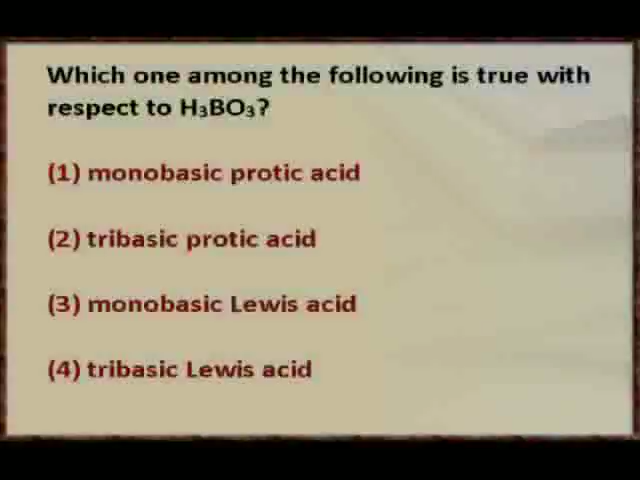 Which one among the following is true with
respect to H₃BO₃?
(1) monobasic protic acid
(2) tribasic protic acid
(3) monobasic Lewis acid
(4) tribasic Lewis acid